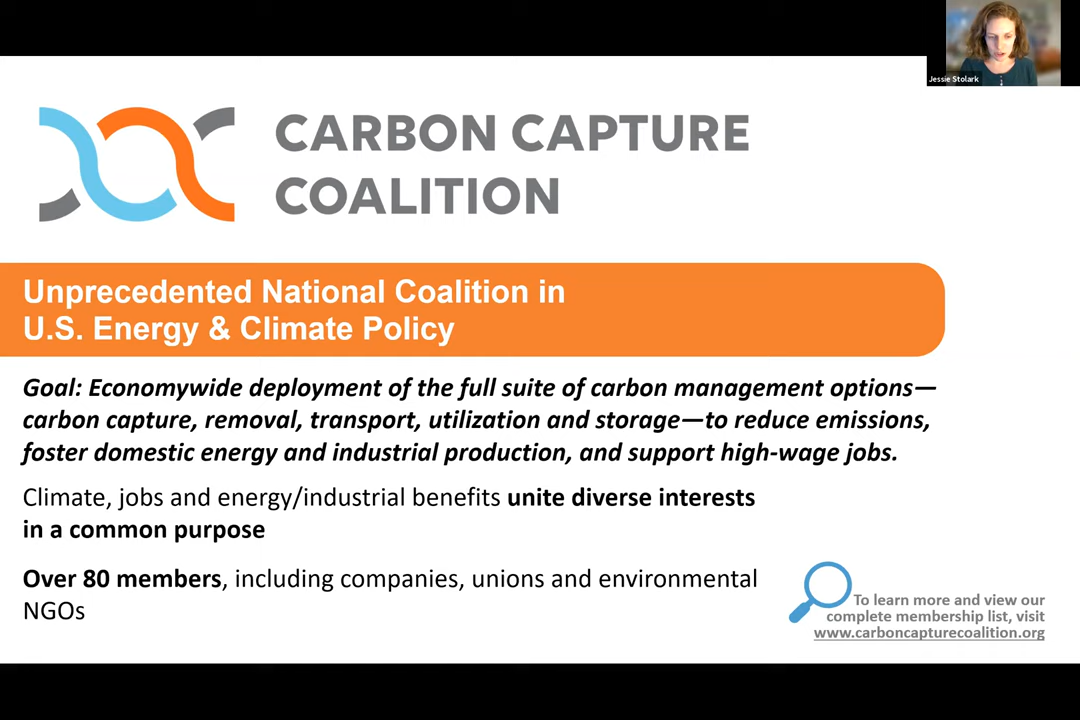 Jessie Stolark
CARBON CAPTURE
COALITION
Unprecedented National Coalition in
U.S. Energy & Climate Policy
Goal: Economywide deployment of the full suite of carbon management options—
carbon capture, removal, transport, utilization and storage—to reduce emissions,
foster domestic energy and industrial production, and support high-wage jobs.
Climate, jobs and energy/industrial benefits unite diverse interests
in a common purpose
Over 80 members, including companies, unions and environmental
NGOs
To learn more and view our
complete membership list, visit
www.carboncapturecoalition.org